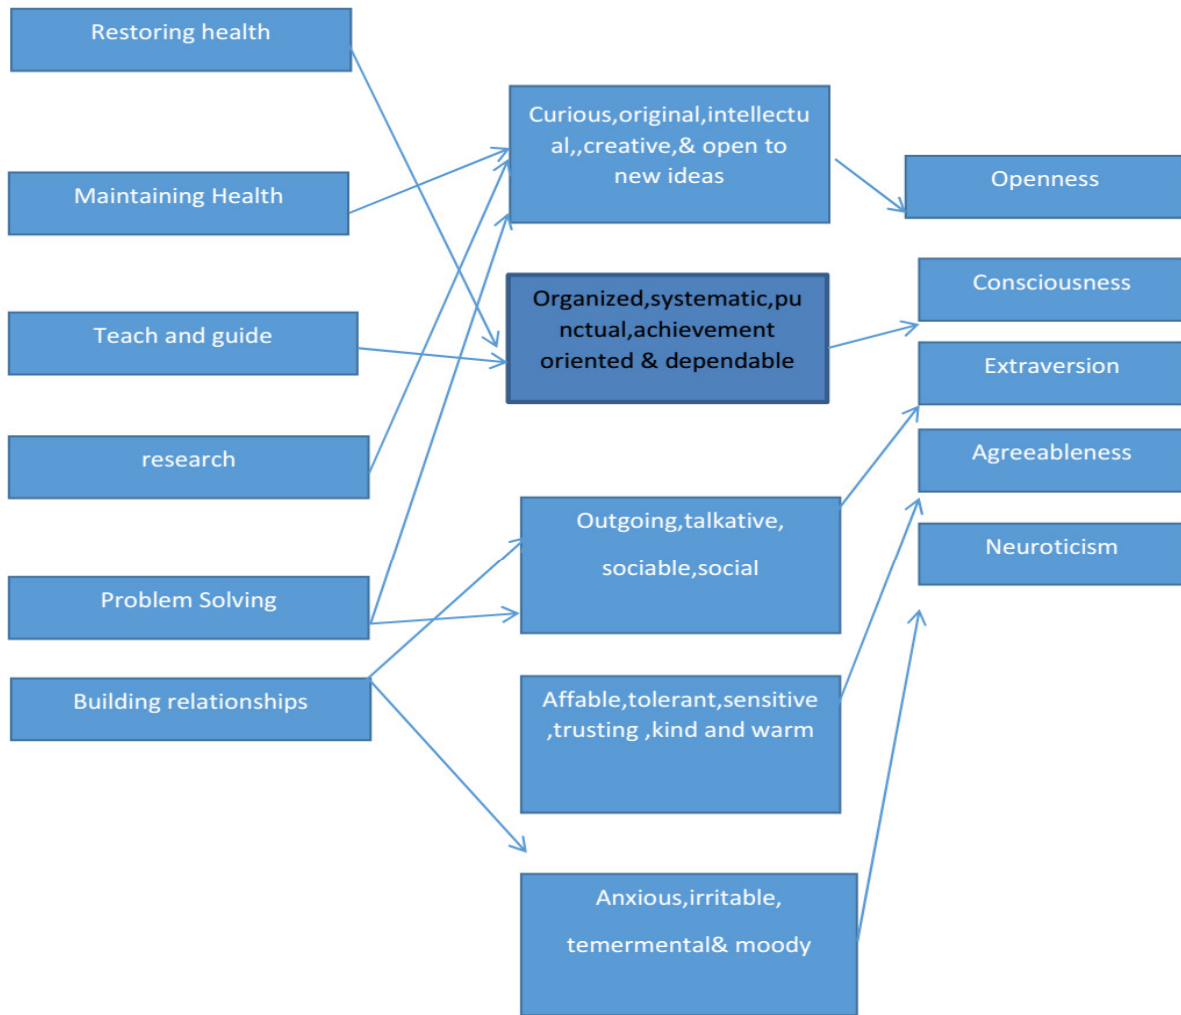 Restoring health
Maintaining Health
Teach and guide
research
Problem Solving
Building relationships
Curious,original,intellectu
al,,creative,& open to
new ideas
Organized,systematic,pu
nctual,achievement
oriented & dependable
Outgoing,talkative,
sociable,social
Affable,tolerant,sensitive
,trusting ,kind and warm
Anxious,irritable,
temermental& moody
Openness
Consciousness
Extraversion
Agreeableness
Neuroticism